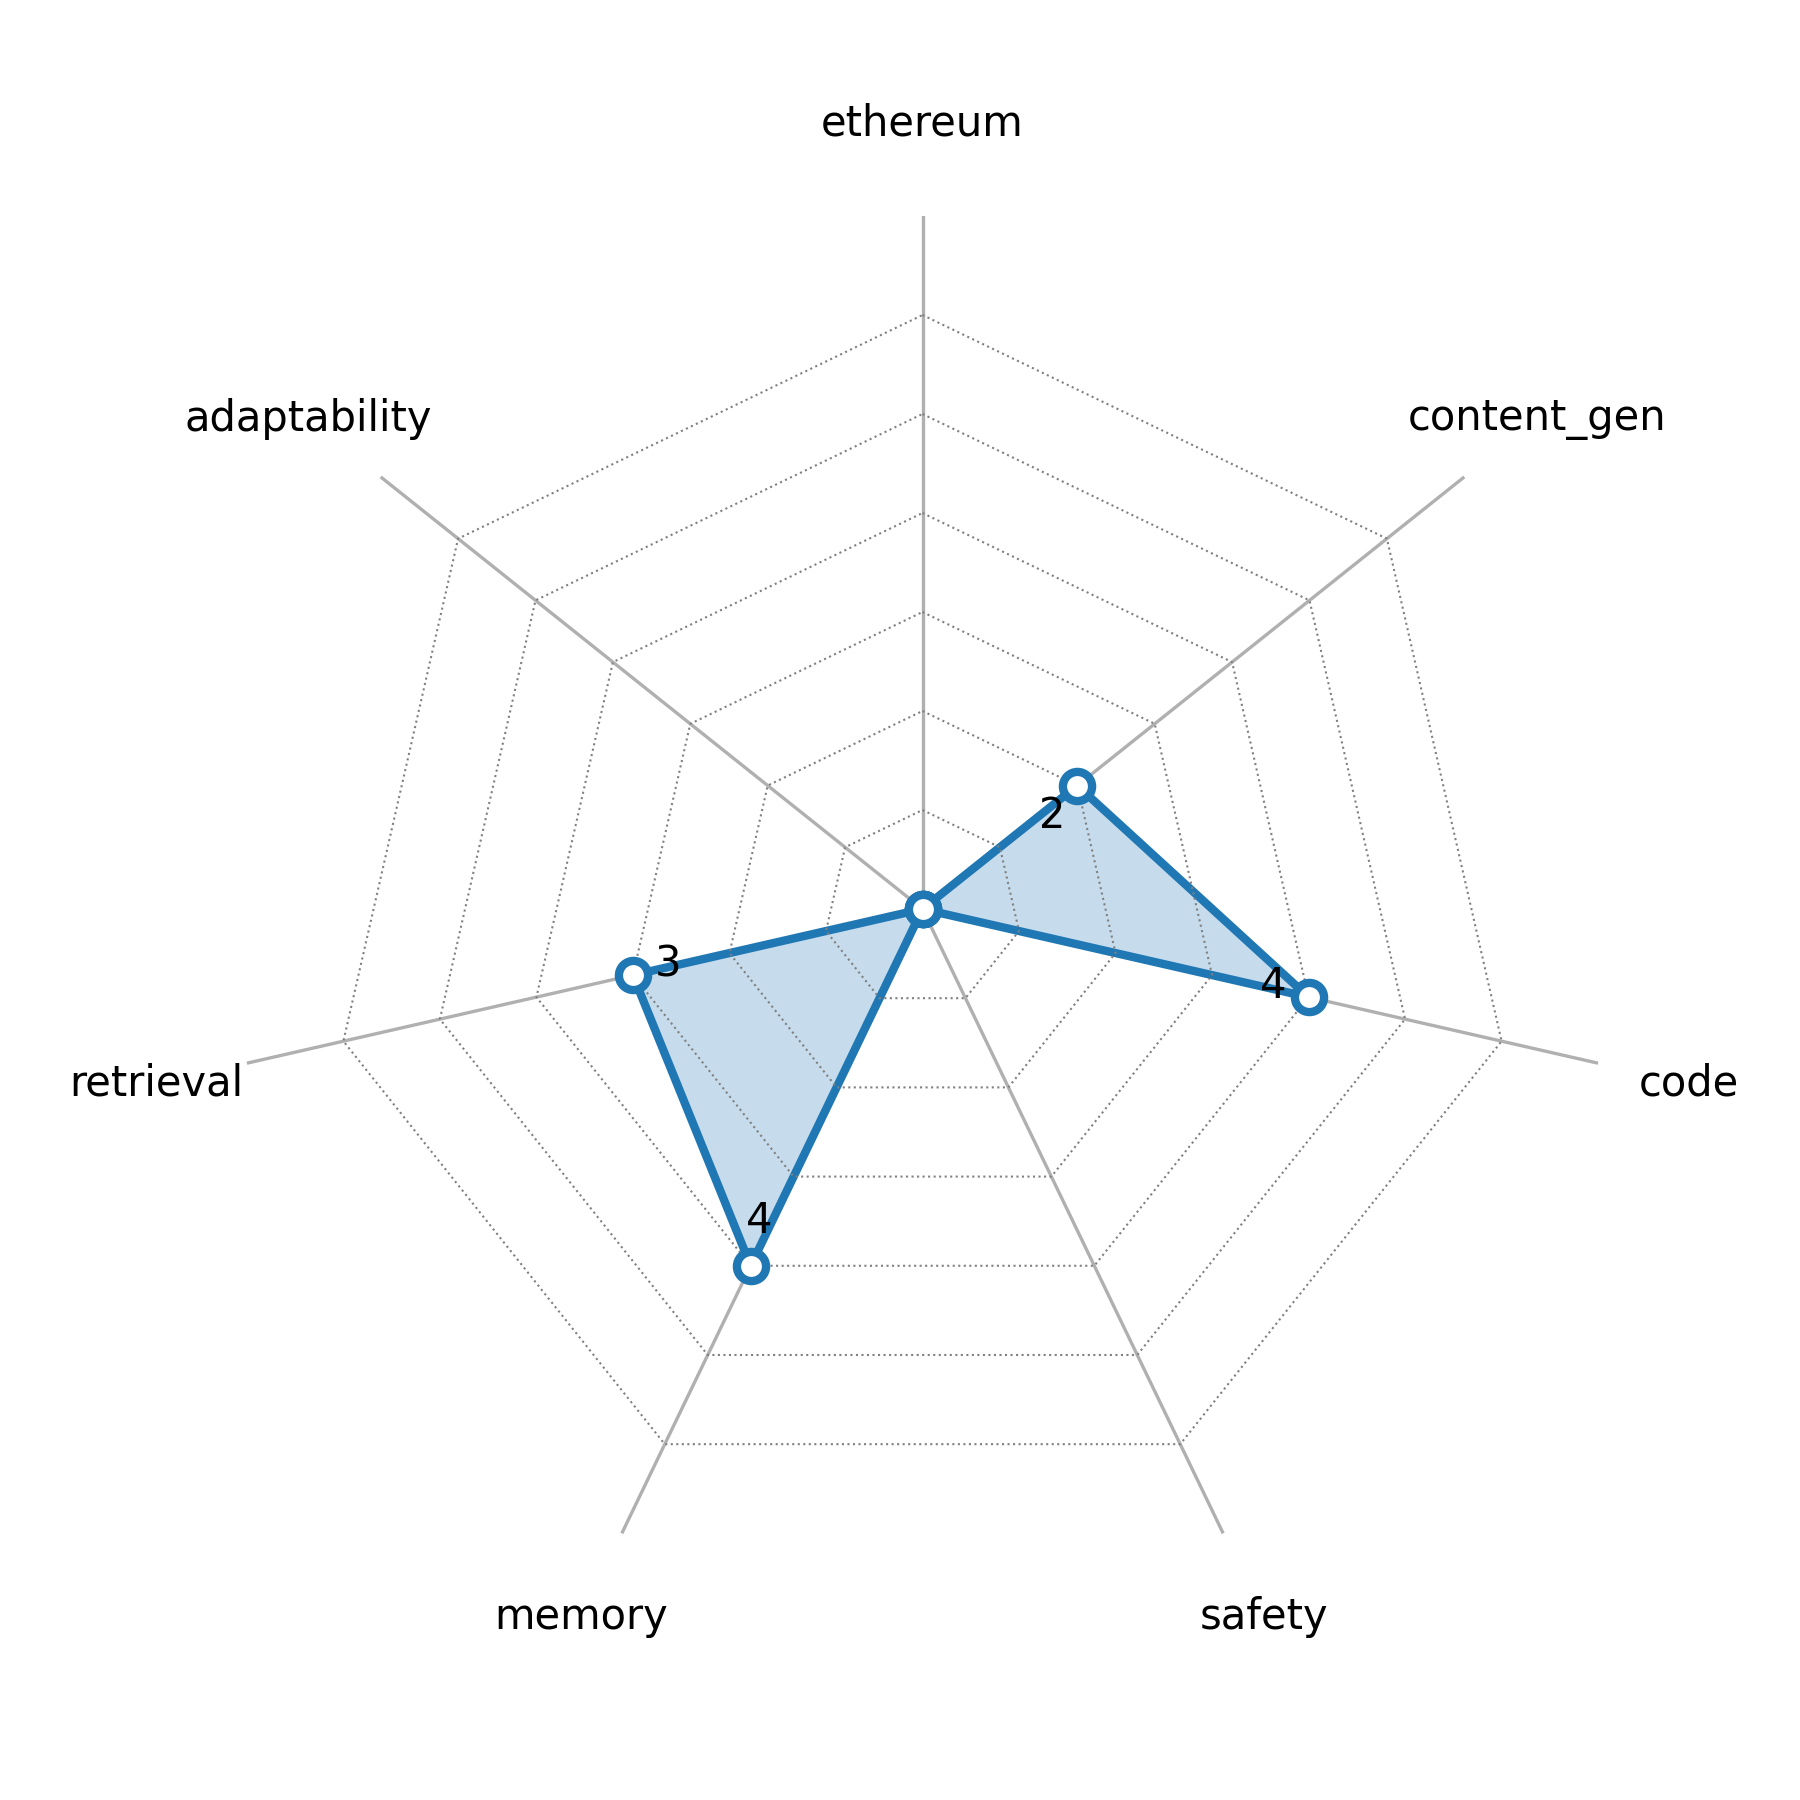 ethereum
adaptability
content_gen
2
3
4
retrieval
code
4
memory
safety